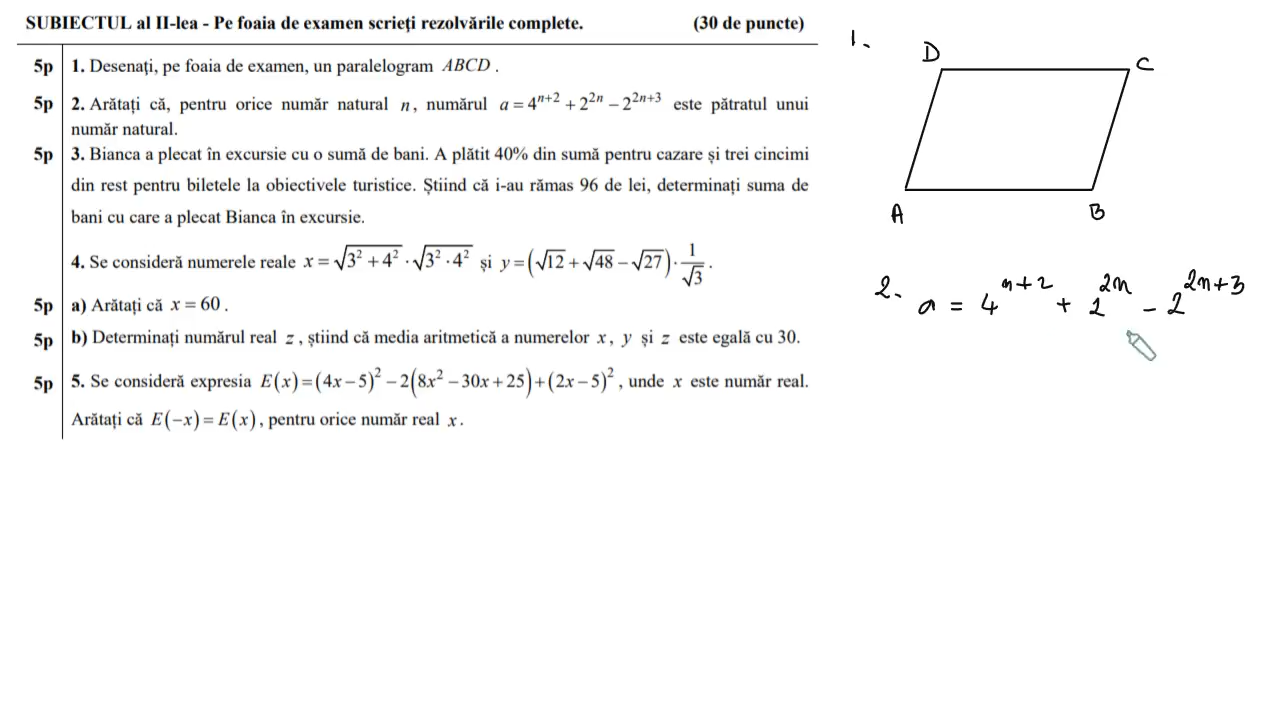 SUBIECTUL al II-lea - Pe foaia de examen scrieți rezolvările complete. (30 de puncte)
5p 1. Desenați, pe foaia de examen, un paralelogram ABCD .
5p 2. Arătați că, pentru orice număr natural n, numărul a = 4^{n+2} + 2^{2n} − 2^{2n+3} este pătratul unui
număr natural.
5p 3. Bianca a plecat în excursie cu o sumă de bani. A plătit 40% din sumă pentru cazare și trei cincimi
din rest pentru biletele la obiectivele turistice. Știind că i-au rămas 96 de lei, determinați suma de
bani cu care a plecat Bianca în excursie.
4. Se consideră numerele reale x = √(3² + 4²) · √(3² · 4²) și y = (√12 + √48 − √27) · 1/√3 .
5p a) Arătați că x = 60 .
5p b) Determinați numărul real z , știind că media aritmetică a numerelor x, y și z este egală cu 30.
5p 5. Se consideră expresia E(x) = (4x − 5)² − 2(8x² − 30x + 25) + (2x − 5)² , unde x este număr real.
Arătați că E(−x) = E(x) , pentru orice număr real x .
1.
D C
A B
2. a = 4^{n+2} + 2^{2n} − 2^{2n+3}